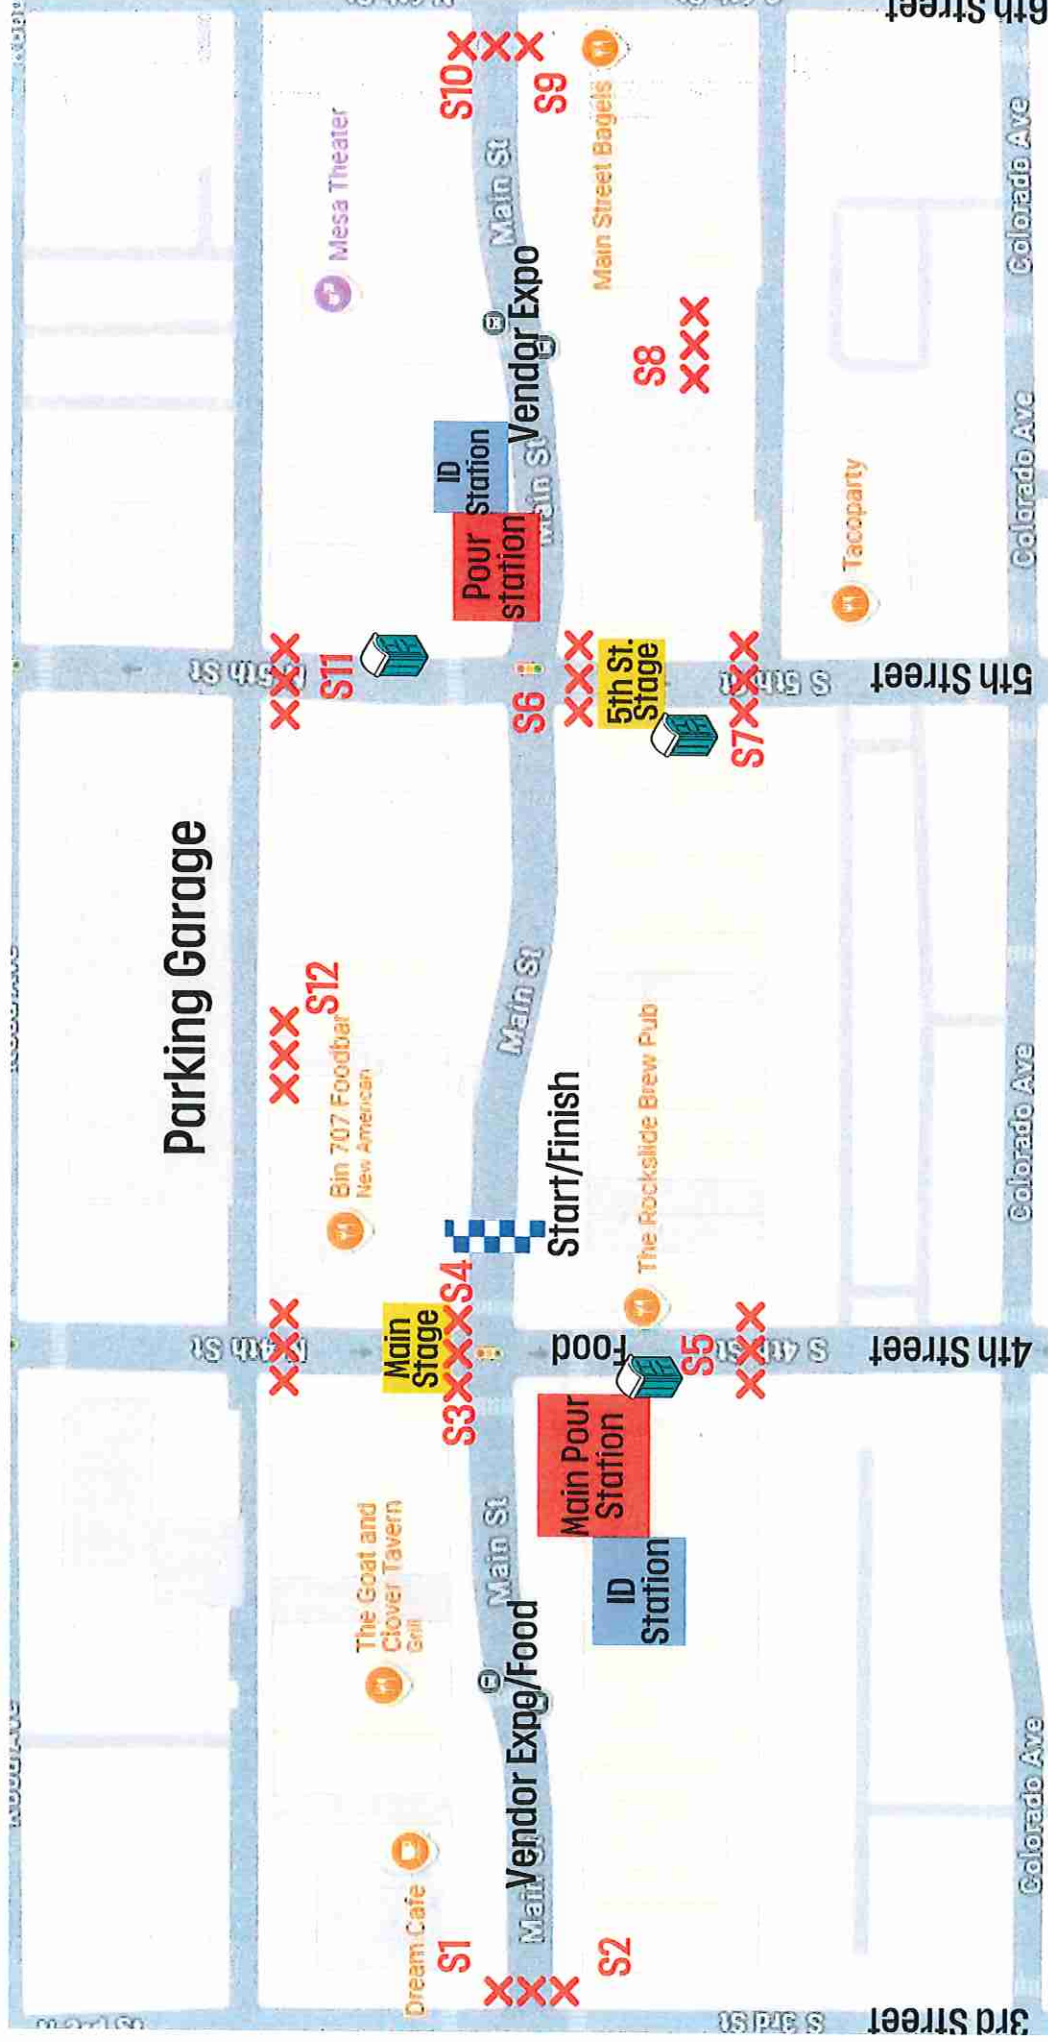 Parking Garage
Mesa Theater
Bin 707 Foodbar
New American
S12
S11
N 5th St
N 4th St
The Goat and
Clover Tavern
Grill
Dream Cafe
S1
S2
S3
S4
Main
Stage
S10
S9
Main St
Main St
Main St
Main St
Vendor Expo/Food
Vendor Expo
ID
Station
Pour
station
Start/Finish
Food
Main Pour
Station
ID
Station
S5
The Rockslide Brew Pub
S6
5th St.
Stage
S7
S8
Main Street Bagels
Tacoparty
S 3rd St
S 4th St
S 5th St
3rd Street
4th Street
5th Street
6th Street
Colorado Ave
Colorado Ave
Colorado Ave
Colorado Ave